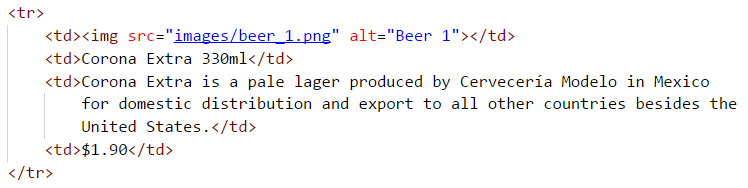 <tr>
<td><img src="images/beer_1.png" alt="Beer 1"></td>
<td>Corona Extra 330ml</td>
<td>Corona Extra is a pale lager produced by Cervecería Modelo in Mexico
for domestic distribution and export to all other countries besides the
United States.</td>
<td>$1.90</td>
</tr>